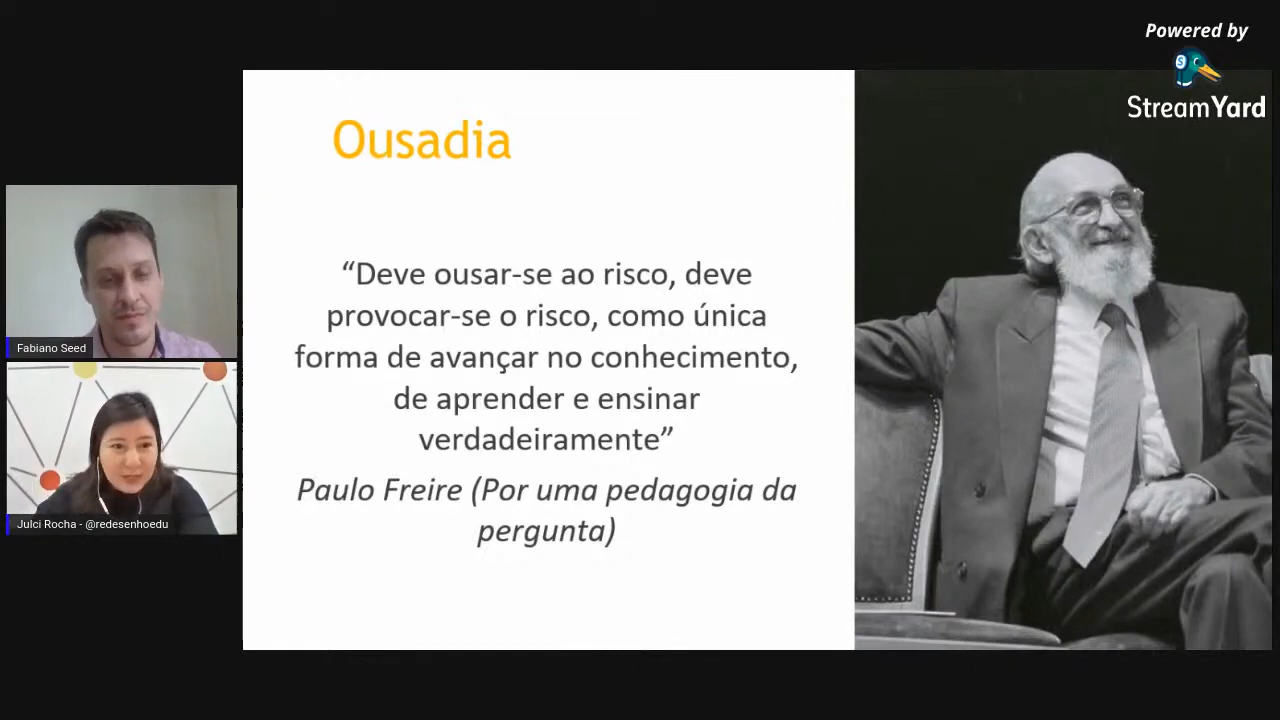 Powered by
StreamYard
Ousadia
“Deve ousar-se ao risco, deve
provocar-se o risco, como única
forma de avançar no conhecimento,
de aprender e ensinar
verdadeiramente”
Paulo Freire (Por uma pedagogia da
pergunta)
Fabiano Seed
Julci Rocha - @redesenhoedu